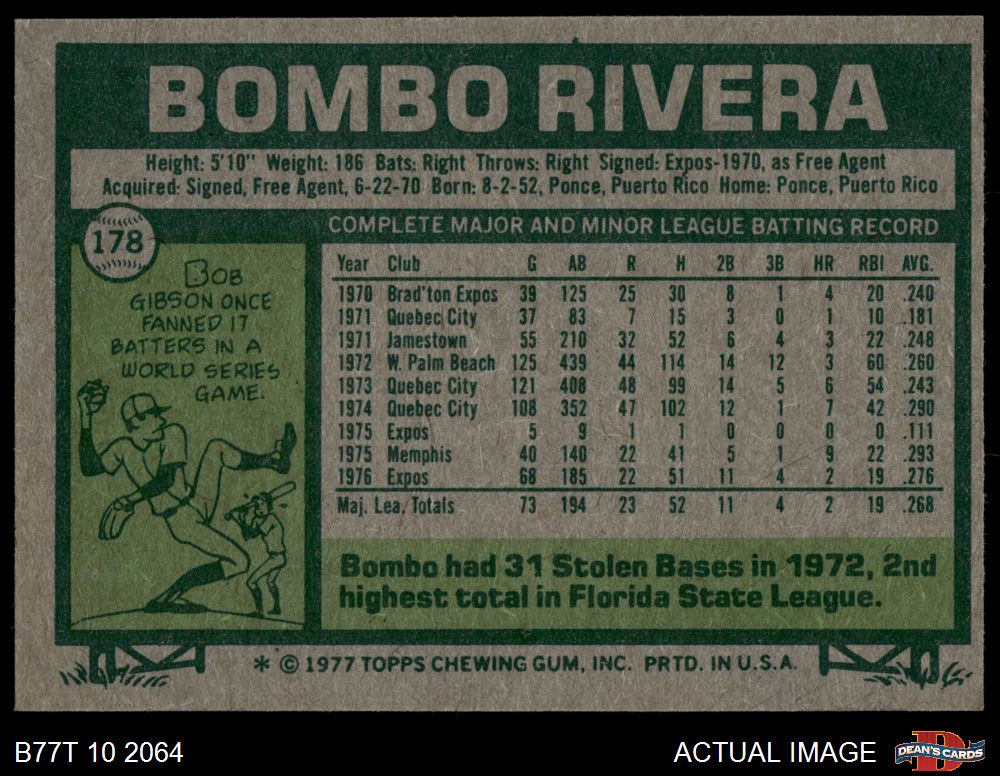 BOMBO RIVERA
Height: 5'10" Weight: 186 Bats: Right Throws: Right Signed: Expos-1970, as Free Agent
Acquired: Signed, Free Agent, 6-22-70 Born: 8-2-52, Ponce, Puerto Rico Home: Ponce, Puerto Rico
178
BOB
GIBSON ONCE
FANNED 17
BATTERS IN A
WORLD SERIES
GAME.
COMPLETE MAJOR AND MINOR LEAGUE BATTING RECORD
Year Club G AB R H 2B 3B HR RBI AVG.
1970 Brad'ton Expos 39 125 25 30 8 1 4 20 .240
1971 Quebec City 37 83 7 15 3 0 1 10 .181
1971 Jamestown 55 210 32 52 6 4 3 22 .248
1972 W. Palm Beach 125 439 44 114 14 12 3 60 .260
1973 Quebec City 121 408 48 99 14 5 6 54 .243
1974 Quebec City 108 352 47 102 12 1 7 42 .290
1975 Expos 5 9 1 1 0 0 0 0 .111
1975 Memphis 40 140 22 41 5 1 9 22 .293
1976 Expos 68 185 22 51 11 4 2 19 .276
Maj. Lea. Totals 73 194 23 52 11 4 2 19 .268
Bombo had 31 Stolen Bases in 1972, 2nd
highest total in Florida State League.
* © 1977 TOPPS CHEWING GUM, INC. PRTD. IN U.S.A.
B77T 10 2064
ACTUAL IMAGE
DEAN'S CARDS